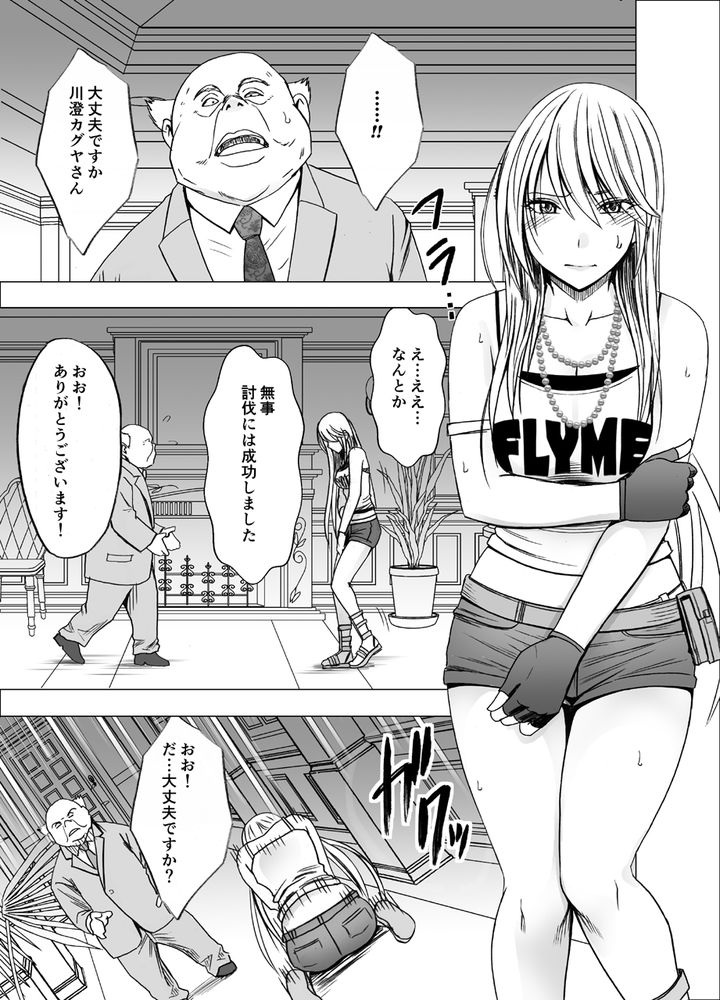 ……!!
大丈夫ですか
川澄カグヤさん
フラ…
FLYME
え…ええ…
なんとか
無事
討伐には成功しました
おお！
ありがとうございます！
ガクッ
おお！
だ…大丈夫ですか？